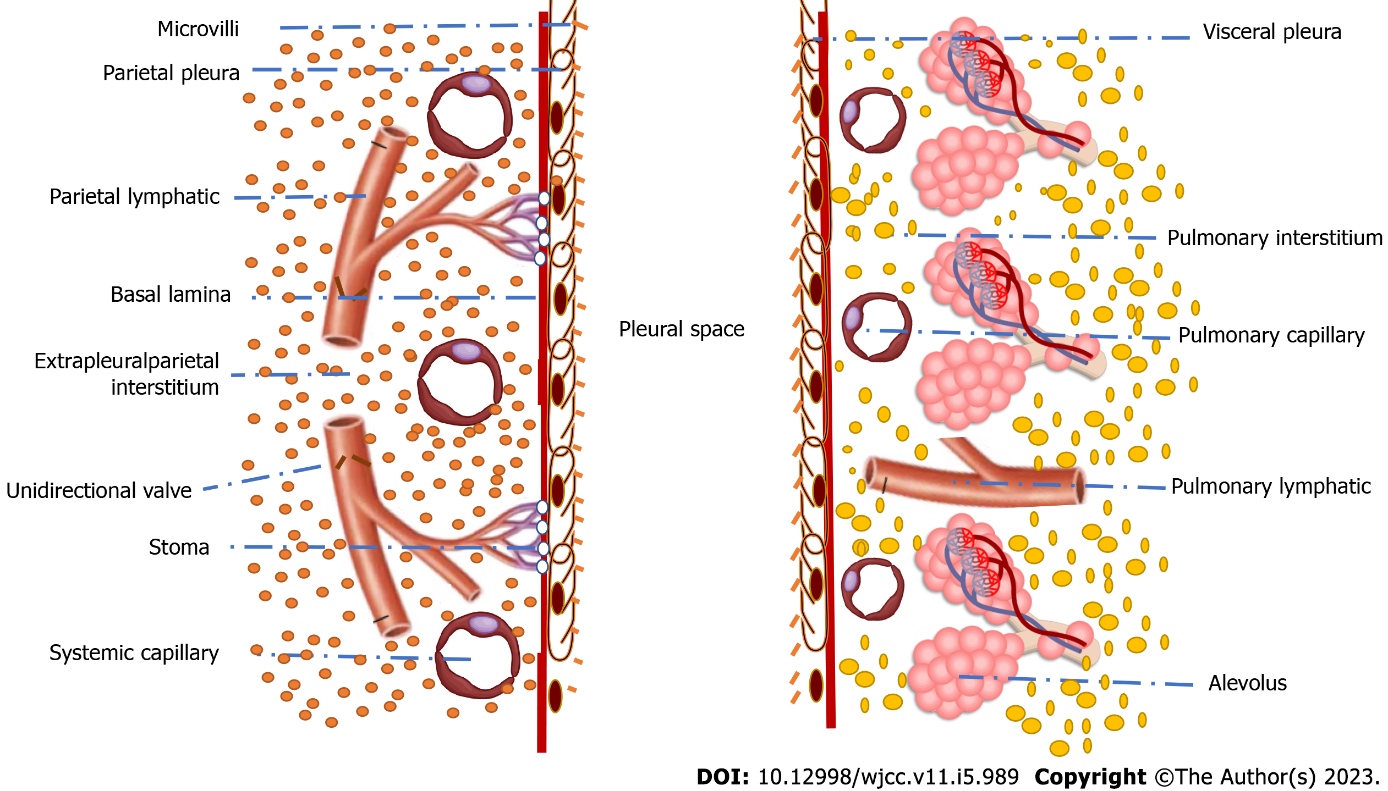 Microvilli
Parietal pleura
Parietal lymphatic
Basal lamina
Extrapleuralparietal
interstitium
Unidirectional valve
Stoma
Systemic capillary
Pleural space
Visceral pleura
Pulmonary interstitium
Pulmonary capillary
Pulmonary lymphatic
Alevolus
DOI: 10.12998/wjcc.v11.i5.989 Copyright ©The Author(s) 2023.